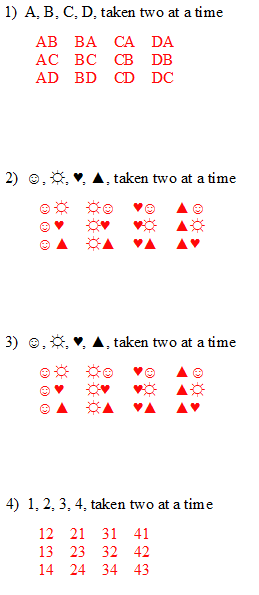 1) A, B, C, D, taken two at a time
AB BA CA DA
AC BC CB DB
AD BD CD DC
2) ☺, ☼, ♥, ▲, taken two at a time
☺☼ ☼☺ ♥☺ ▲☺
☺♥ ☼♥ ♥☼ ▲☼
☺▲ ☼▲ ♥▲ ▲♥
3) ☺, ☼, ♥, ▲, taken two at a time
☺☼ ☼☺ ♥☺ ▲☺
☺♥ ☼♥ ♥☼ ▲☼
☺▲ ☼▲ ♥▲ ▲♥
4) 1, 2, 3, 4, taken two at a time
12 21 31 41
13 23 32 42
14 24 34 43